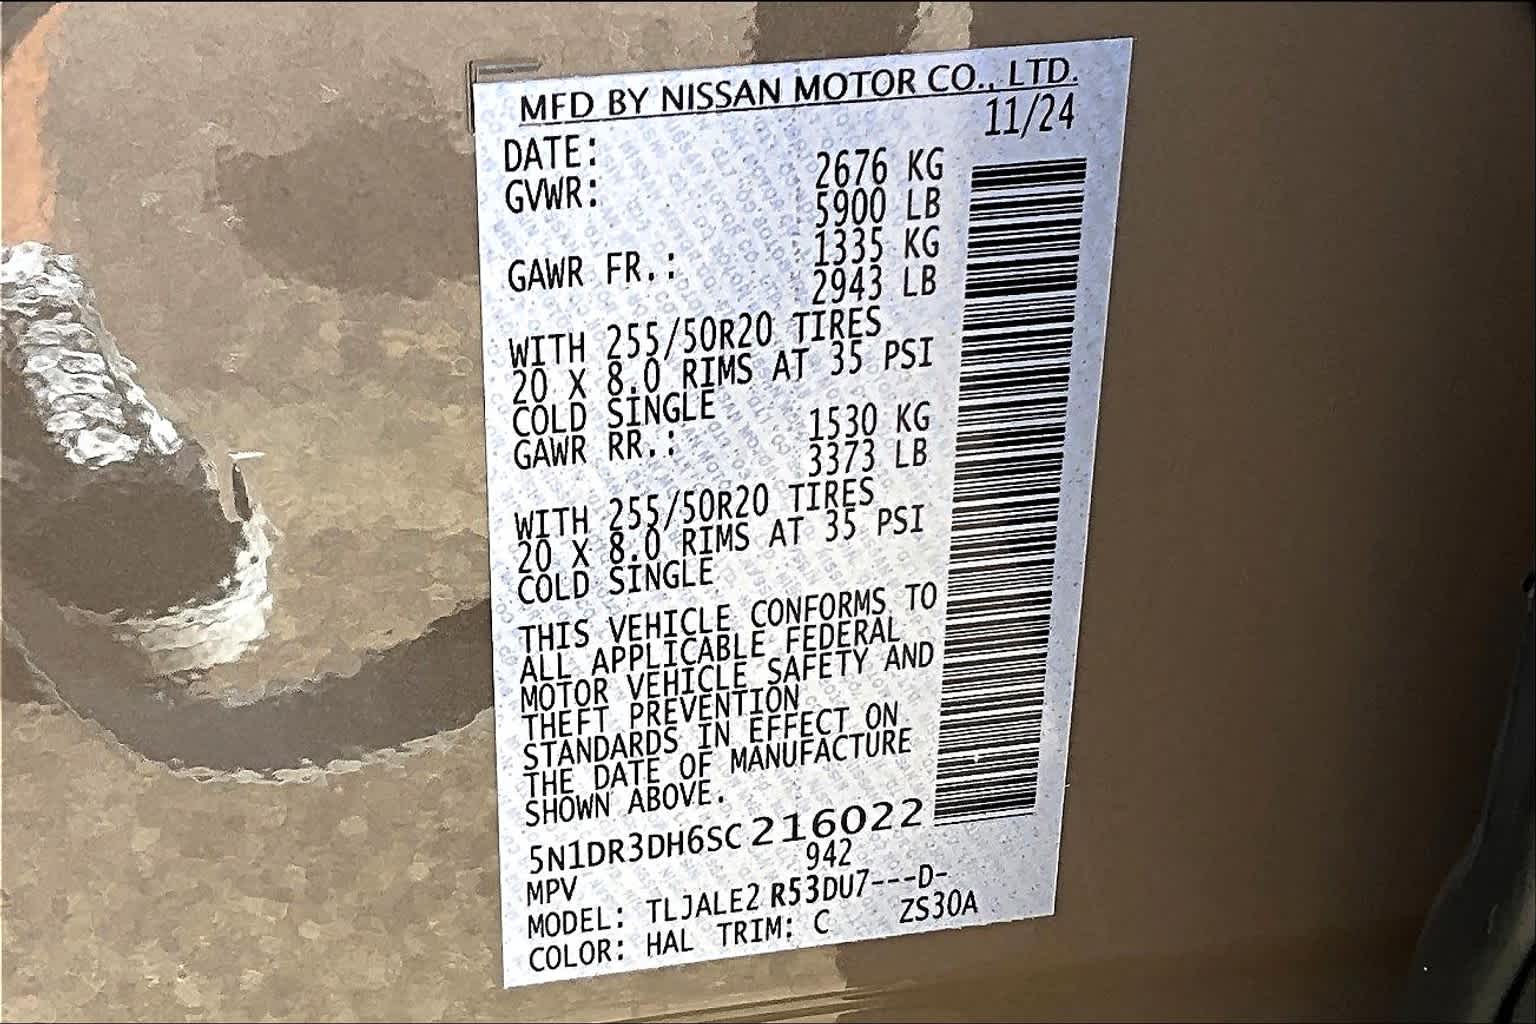 MFD BY NISSAN MOTOR CO., LTD.
DATE: 11/24
GVWR: 2676 KG
5900 LB
GAWR FR.: 1335 KG
2943 LB
WITH 255/50R20 TIRES
20 X 8.0 RIMS AT 35 PSI
COLD SINGLE
GAWR RR.: 1530 KG
3373 LB
WITH 255/50R20 TIRES
20 X 8.0 RIMS AT 35 PSI
COLD SINGLE
THIS VEHICLE CONFORMS TO
ALL APPLICABLE FEDERAL
MOTOR VEHICLE SAFETY AND
THEFT PREVENTION
STANDARDS IN EFFECT ON
THE DATE OF MANUFACTURE
SHOWN ABOVE.
5N1DR3DH6SC216022
MPV 942
MODEL: TLJALE2 R53DU7---D-
COLOR: HAL TRIM: C ZS30A